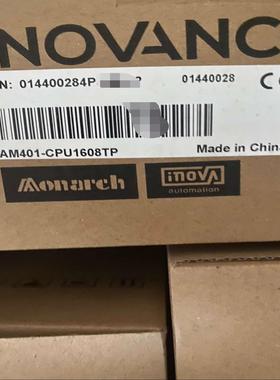 NOVANC
N: 014400284P
01440028
C
AM401-CPU1608TP
Made in China
Monarch
inova
automation